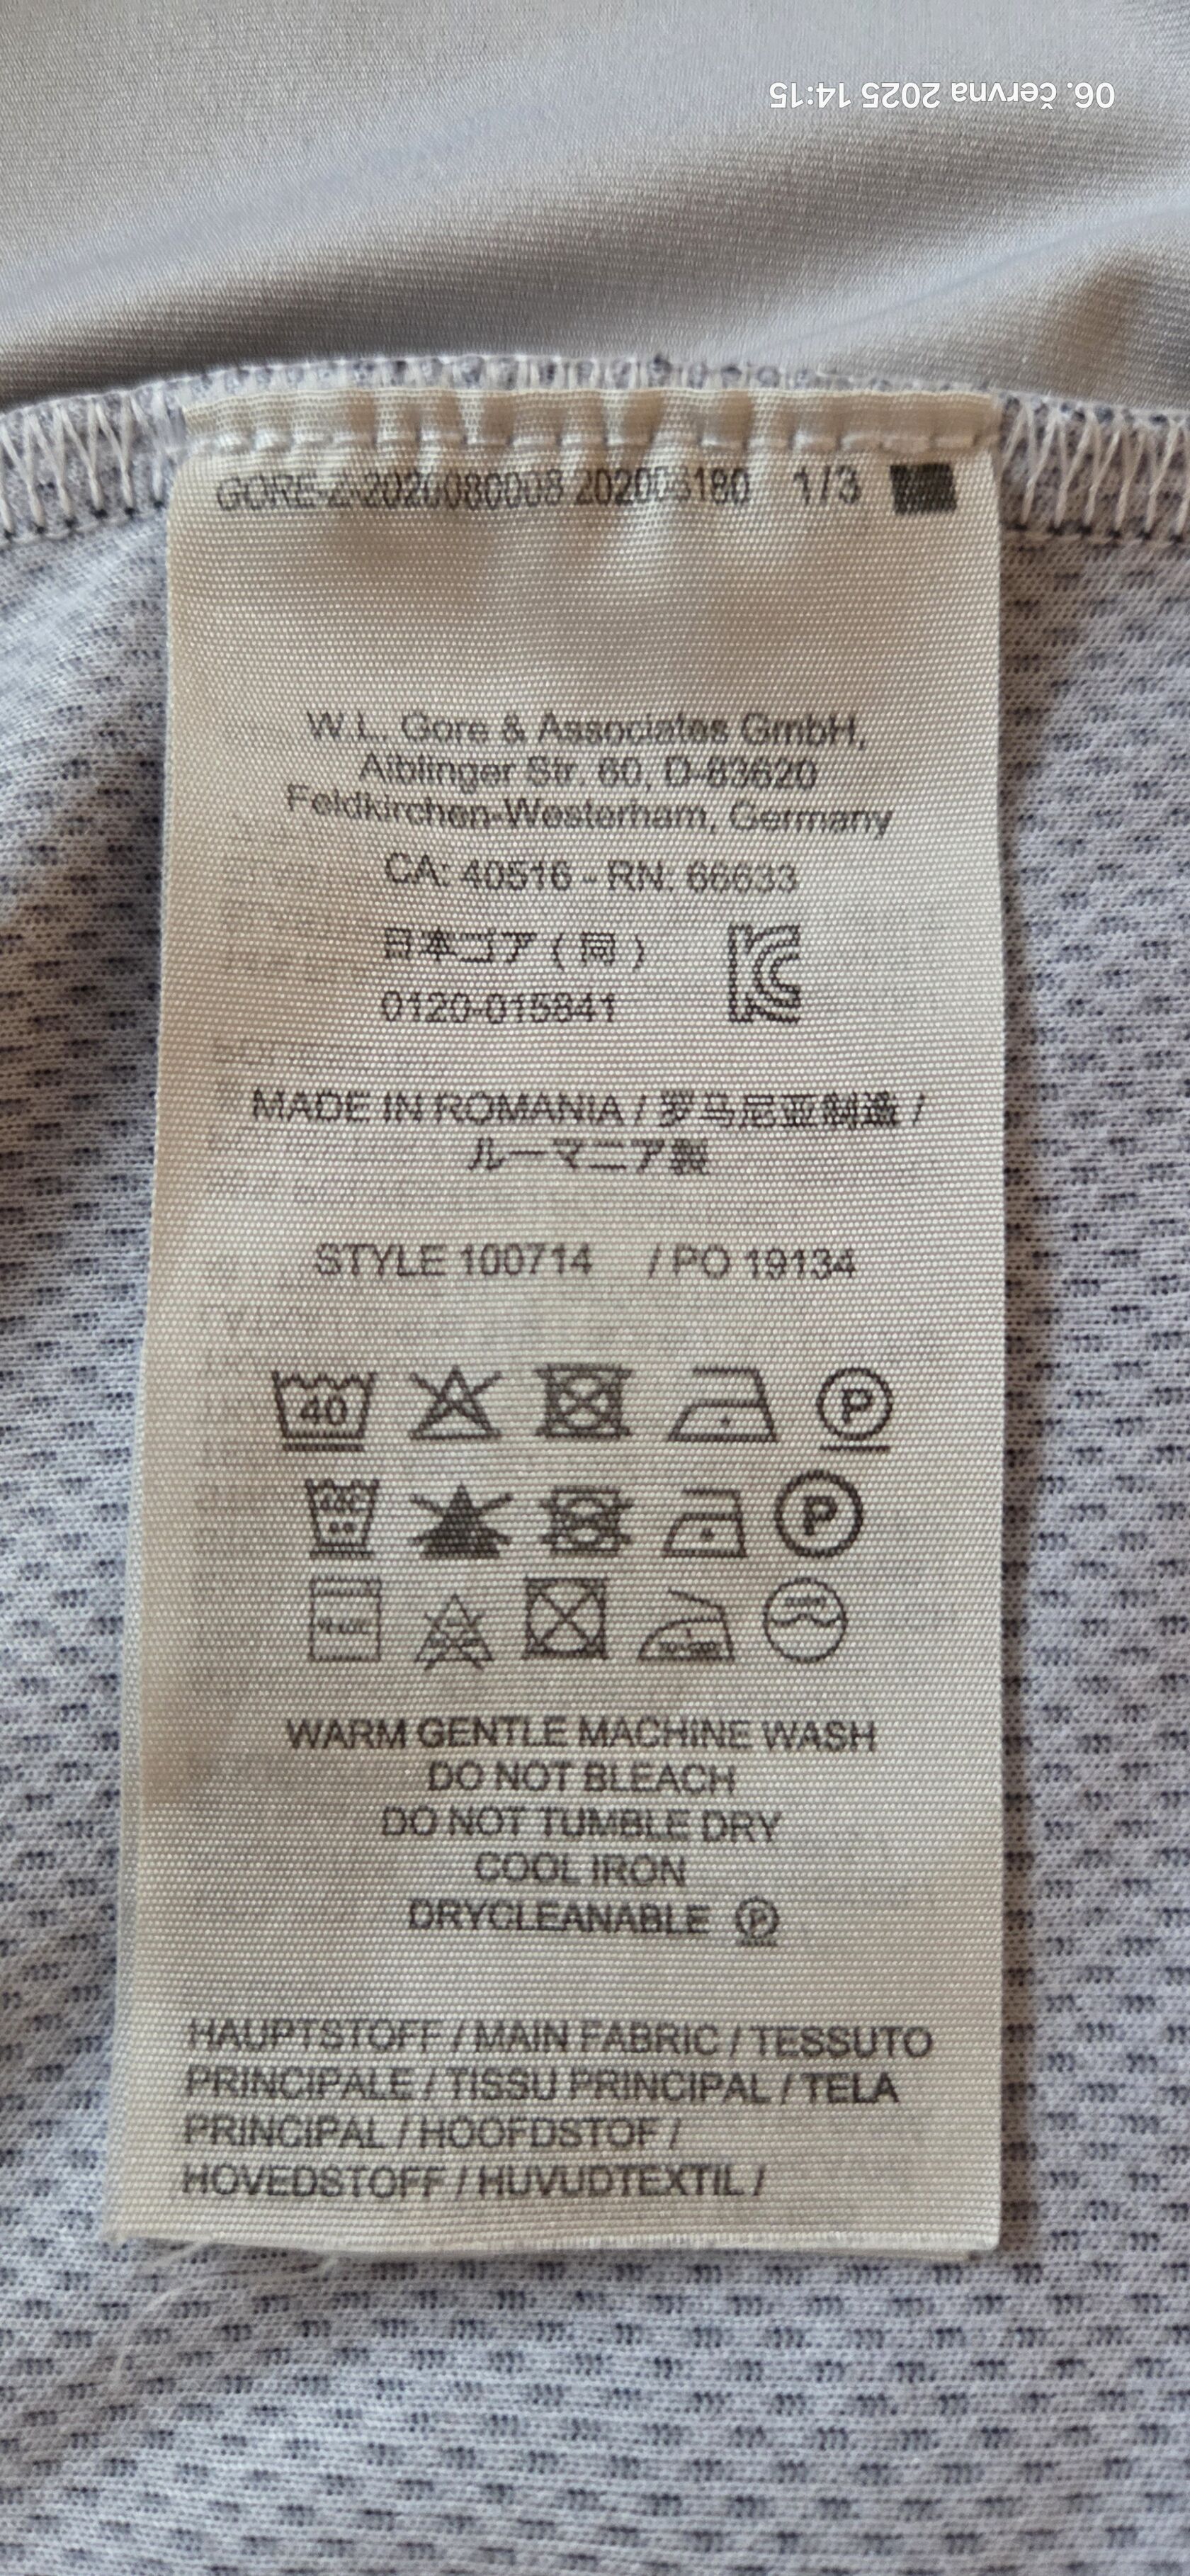 06. června 2025 14:15
GORE-Z-2020080008 202003180 1/3
W.L. Gore & Associates GmbH,
Aiblinger Str. 60, D-83620
Feldkirchen-Westerham, Germany
CA: 40516 - RN: 66633
日本ゴア ( 同 )
0120-015841
MADE IN ROMANIA / 罗马尼亚制造 /
ルーマニア製
STYLE 100714 / PO 19134
40 P
P
WARM GENTLE MACHINE WASH
DO NOT BLEACH
DO NOT TUMBLE DRY
COOL IRON
DRYCLEANABLE P
HAUPTSTOFF / MAIN FABRIC / TESSUTO
PRINCIPALE / TISSU PRINCIPAL / TELA
PRINCIPAL / HOOFDSTOF /
HOVEDSTOFF / HUVUDTEXTIL /